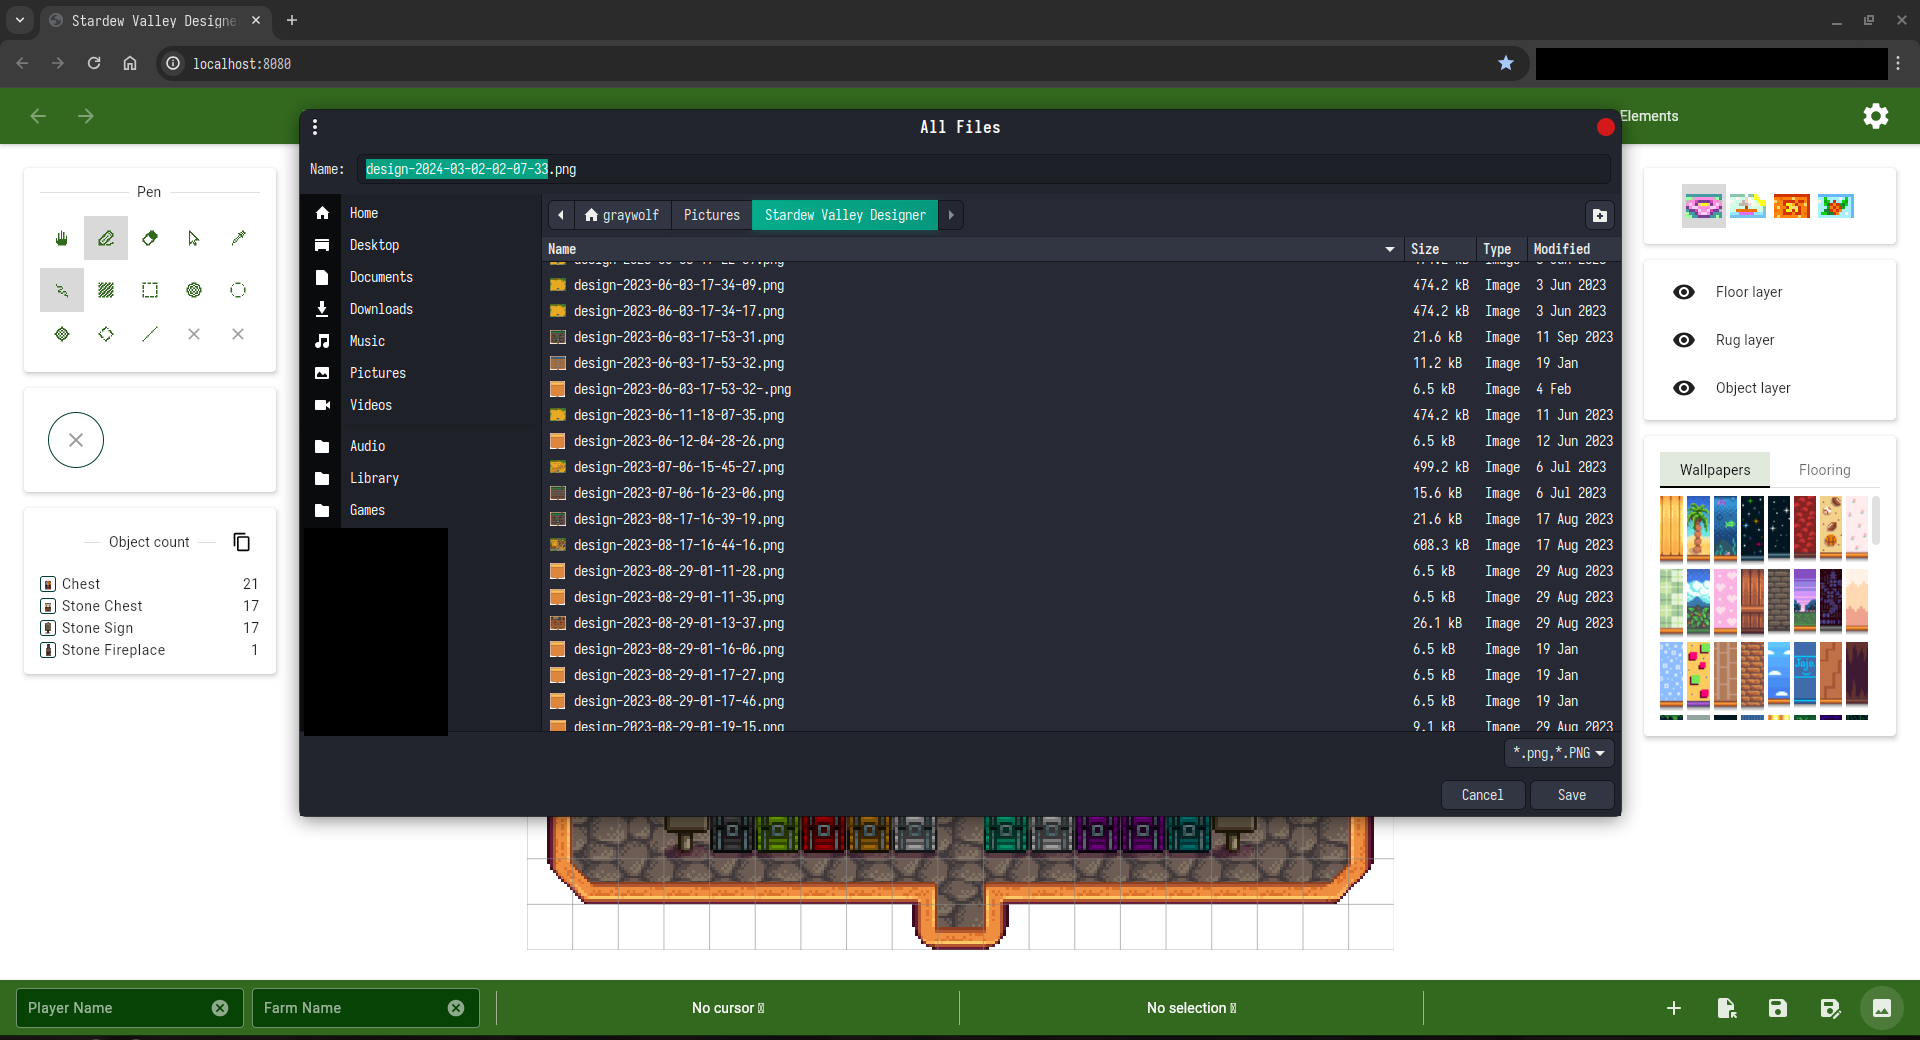 Stardew Valley Designe
localhost:8080
Elements
All Files
Name:
design-2024-03-02-02-07-33.png
Pen
Object count
Chest 21
Stone Chest 17
Stone Sign 17
Stone Fireplace 1
Home
Desktop
Documents
Downloads
Music
Pictures
Videos
Audio
Library
Games
graywolf
Pictures
Stardew Valley Designer
Name Size Type Modified
design-2023-06-03-17-34-09.png 474.2 kB Image 3 Jun 2023
design-2023-06-03-17-34-17.png 474.2 kB Image 3 Jun 2023
design-2023-06-03-17-53-31.png 21.6 kB Image 11 Sep 2023
design-2023-06-03-17-53-32.png 11.2 kB Image 19 Jan
design-2023-06-03-17-53-32-.png 6.5 kB Image 4 Feb
design-2023-06-11-18-07-35.png 474.2 kB Image 11 Jun 2023
design-2023-06-12-04-28-26.png 6.5 kB Image 12 Jun 2023
design-2023-07-06-15-45-27.png 499.2 kB Image 6 Jul 2023
design-2023-07-06-16-23-06.png 15.6 kB Image 6 Jul 2023
design-2023-08-17-16-39-19.png 21.6 kB Image 17 Aug 2023
design-2023-08-17-16-44-16.png 608.3 kB Image 17 Aug 2023
design-2023-08-29-01-11-28.png 6.5 kB Image 29 Aug 2023
design-2023-08-29-01-11-35.png 6.5 kB Image 29 Aug 2023
design-2023-08-29-01-13-37.png 26.1 kB Image 29 Aug 2023
design-2023-08-29-01-16-06.png 6.5 kB Image 19 Jan
design-2023-08-29-01-17-27.png 6.5 kB Image 19 Jan
design-2023-08-29-01-17-46.png 6.5 kB Image 19 Jan
design-2023-08-29-01-19-15.png 9.1 kB Image 29 Aug 2023
*.png,*.PNG
Cancel
Save
Floor layer
Rug layer
Object layer
Wallpapers
Flooring
Joja
Player Name
Farm Name
No cursor
No selection